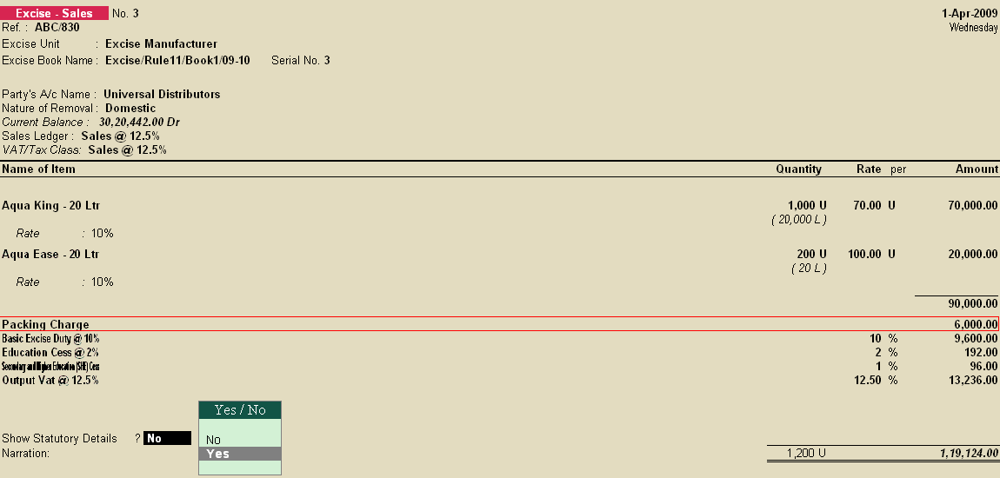 Excise - Sales No. 3 1-Apr-2009
Ref. : ABC/830 Wednesday
Excise Unit : Excise Manufacturer
Excise Book Name : Excise/Rule11/Book1/09-10 Serial No. 3
Party's A/c Name : Universal Distributors
Nature of Removal : Domestic
Current Balance : 30,20,442.00 Dr
Sales Ledger : Sales @ 12.5%
VAT/Tax Class: Sales @ 12.5%
Name of Item Quantity Rate per Amount
Aqua King - 20 Ltr 1,000 U 70.00 U 70,000.00
( 20,000 L )
Rate : 10%
Aqua Ease - 20 Ltr 200 U 100.00 U 20,000.00
( 20 L )
Rate : 10%
90,000.00
Packing Charge 6,000.00
Basic Excise Duty @ 10% 10 % 9,600.00
Education Cess @ 2% 2 % 192.00
Secondary and Higher Education (SHE) Cess 1 % 96.00
Output Vat @ 12.5% 12.50 % 13,236.00
Yes / No
No
Yes
Show Statutory Details ? No
Narration: 1,200 U 1,19,124.00